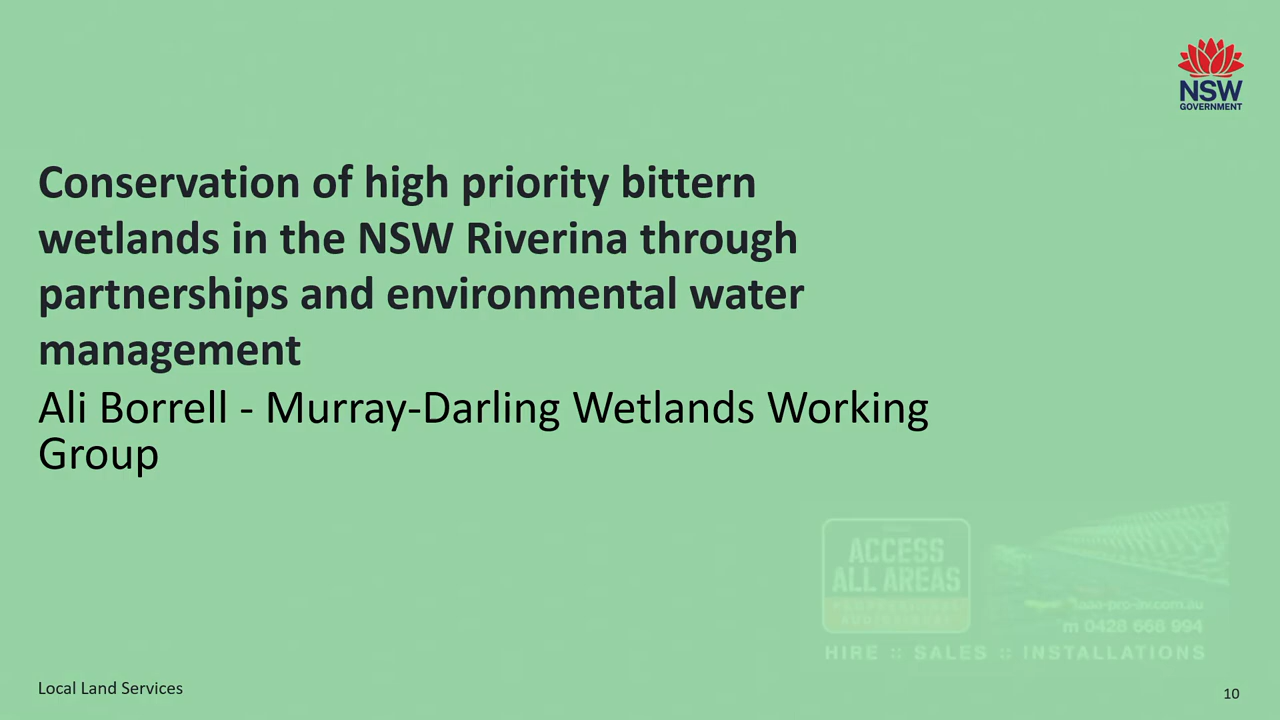 NSW
GOVERNMENT
Conservation of high priority bittern
wetlands in the NSW Riverina through
partnerships and environmental water
management
Ali Borrell - Murray-Darling Wetlands Working
Group
ACCESS
ALL AREAS
PROFESSIONAL
m 0428 666 994
HIRE :: SALES :: INSTALLATIONS
Local Land Services
10